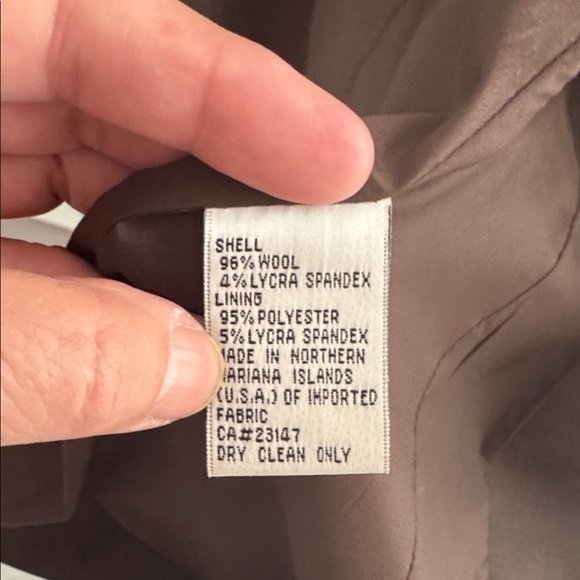 SHELL
96% WOOL
4% LYCRA SPANDEX
LINING
95% POLYESTER
5% LYCRA SPANDEX
MADE IN NORTHERN
MARIANA ISLANDS
(U.S.A.) OF IMPORTED
FABRIC
CA#23147
DRY CLEAN ONLY